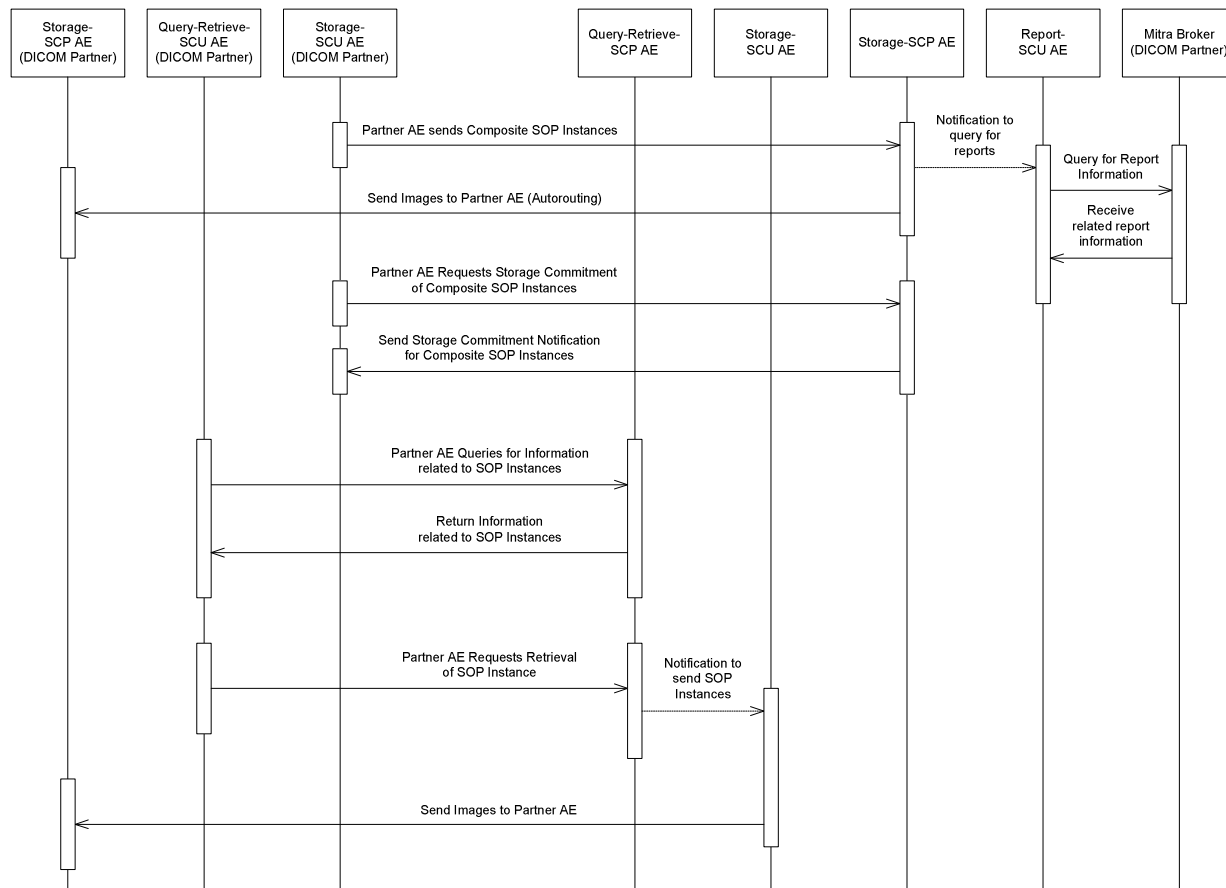 Storage-
SCP AE
(DICOM Partner)
Query-Retrieve-
SCU AE
(DICOM Partner)
Storage-
SCU AE
(DICOM Partner)
Query-Retrieve-
SCP AE
Storage-
SCU AE
Storage-SCP AE
Report-
SCU AE
Mitra Broker
(DICOM Partner)
Partner AE sends Composite SOP Instances
Notification to
query for
reports
Query for Report
Information
Send Images to Partner AE (Autorouting)
Receive
related report
information
Partner AE Requests Storage Commitment
of Composite SOP Instances
Send Storage Commitment Notification
for Composite SOP Instances
Partner AE Queries for Information
related to SOP Instances
Return Information
related to SOP Instances
Partner AE Requests Retrieval
of SOP Instance
Notification to
send SOP
Instances
Send Images to Partner AE